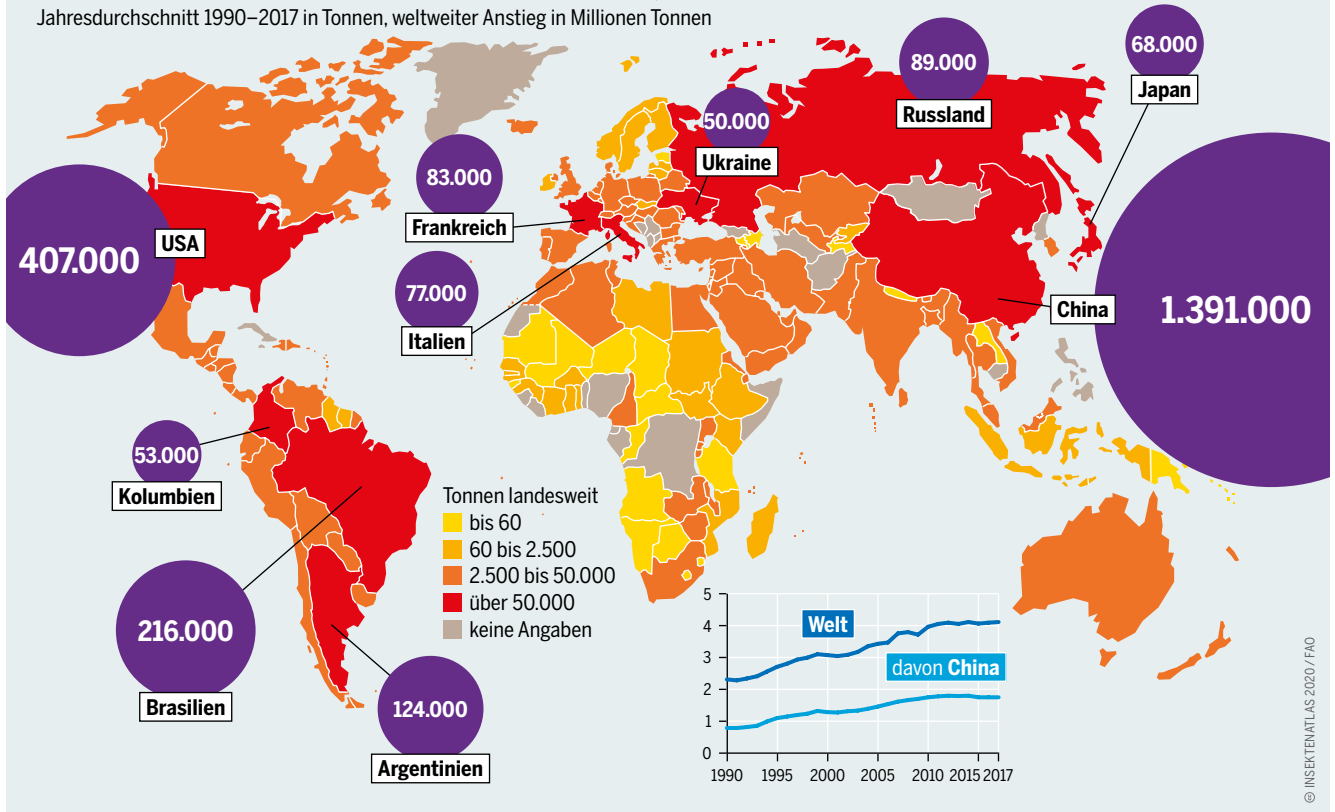 Jahresdurchschnitt 1990–2017 in Tonnen, weltweiter Anstieg in Millionen Tonnen
68.000
Japan
89.000
Russland
50.000
Ukraine
83.000
Frankreich
USA
407.000
77.000
Italien
China
1.391.000
53.000
Kolumbien
Tonnen landesweit
bis 60
60 bis 2.500
2.500 bis 50.000
über 50.000
keine Angaben
216.000
Brasilien
124.000
Argentinien
5
4
3
2
1
0
Welt
davon China
1990
1995
2000
2005
2010
2015
2017
© INSEKTENATLAS 2020 / FAO